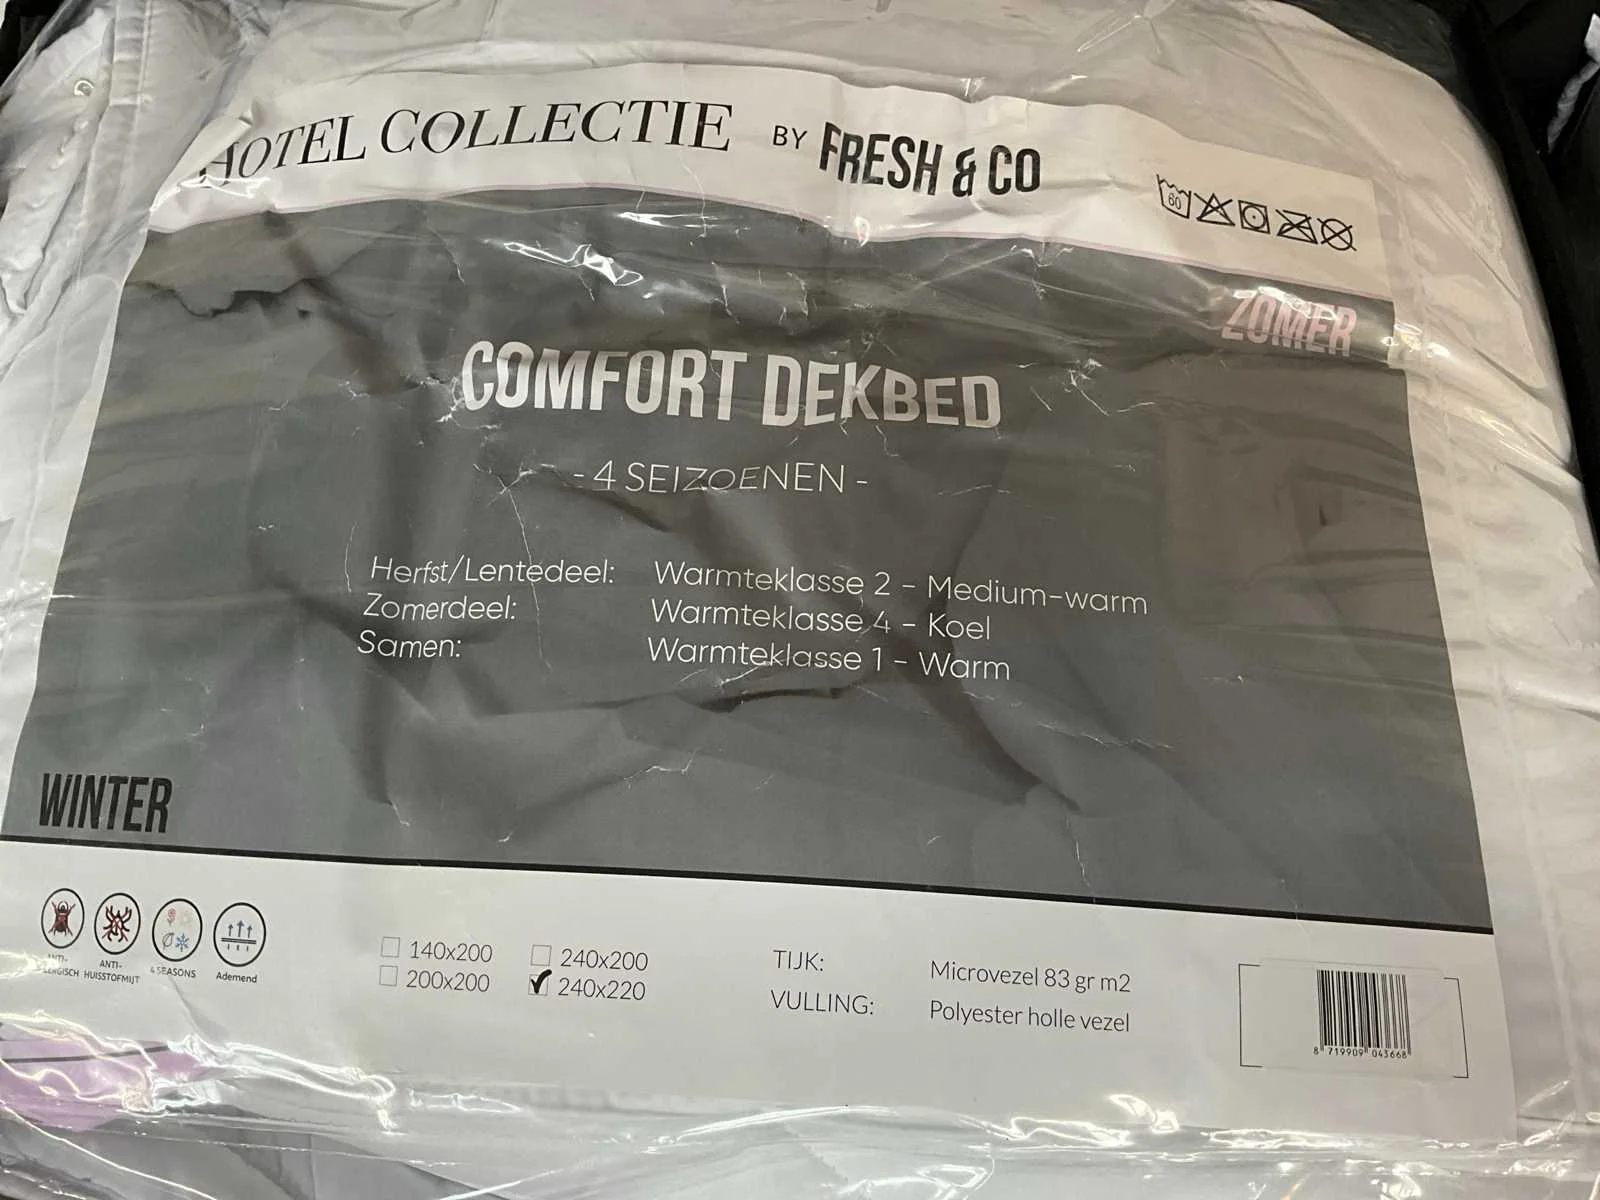 HOTEL COLLECTIE BY FRESH & CO
60
ZOMER
COMFORT DEKBED
- 4 SEIZOENEN -
Herfst/Lentedeel: Warmteklasse 2 - Medium-warm
Zomerdeel: Warmteklasse 4 - Koel
Samen: Warmteklasse 1 - Warm
WINTER
ANTI-HUISSTOFMIJT
4 SEASONS
Ademend
140x200
240x200
200x200
240x220
TIJK: Microvezel 83 gr m2
VULLING: Polyester holle vezel
8 719909 043668